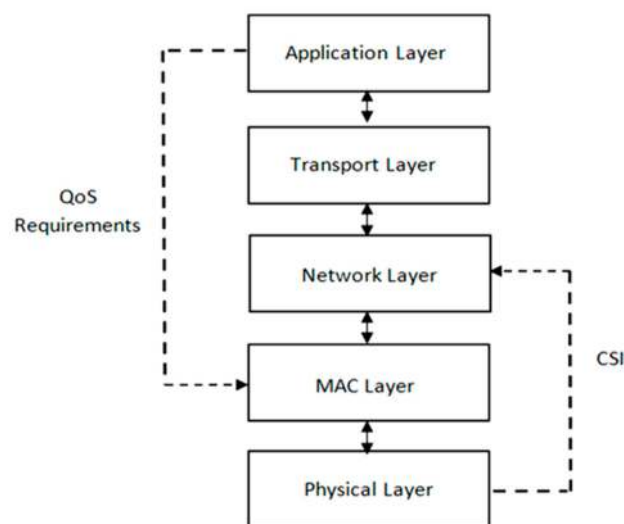 Application Layer
Transport Layer
QoS
Requirements
Network Layer
CSI
MAC Layer
Physical Layer